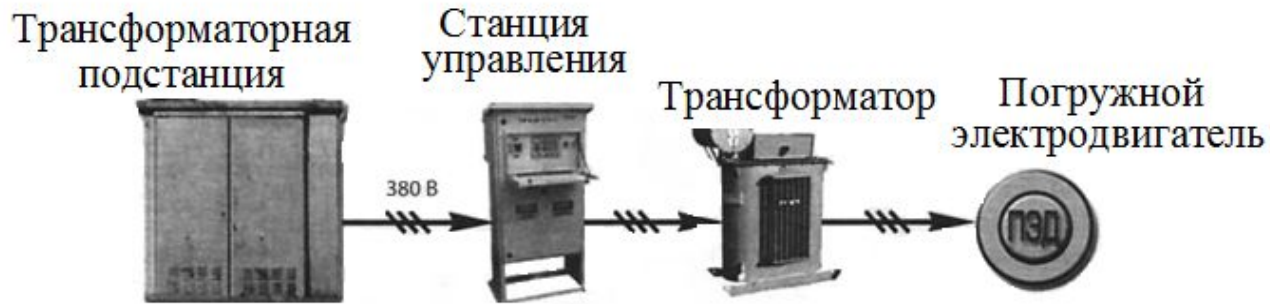 Трансформаторная
подстанция
Станция
управления
Трансформатор
Погружной
электродвигатель
380 В
ПЭД